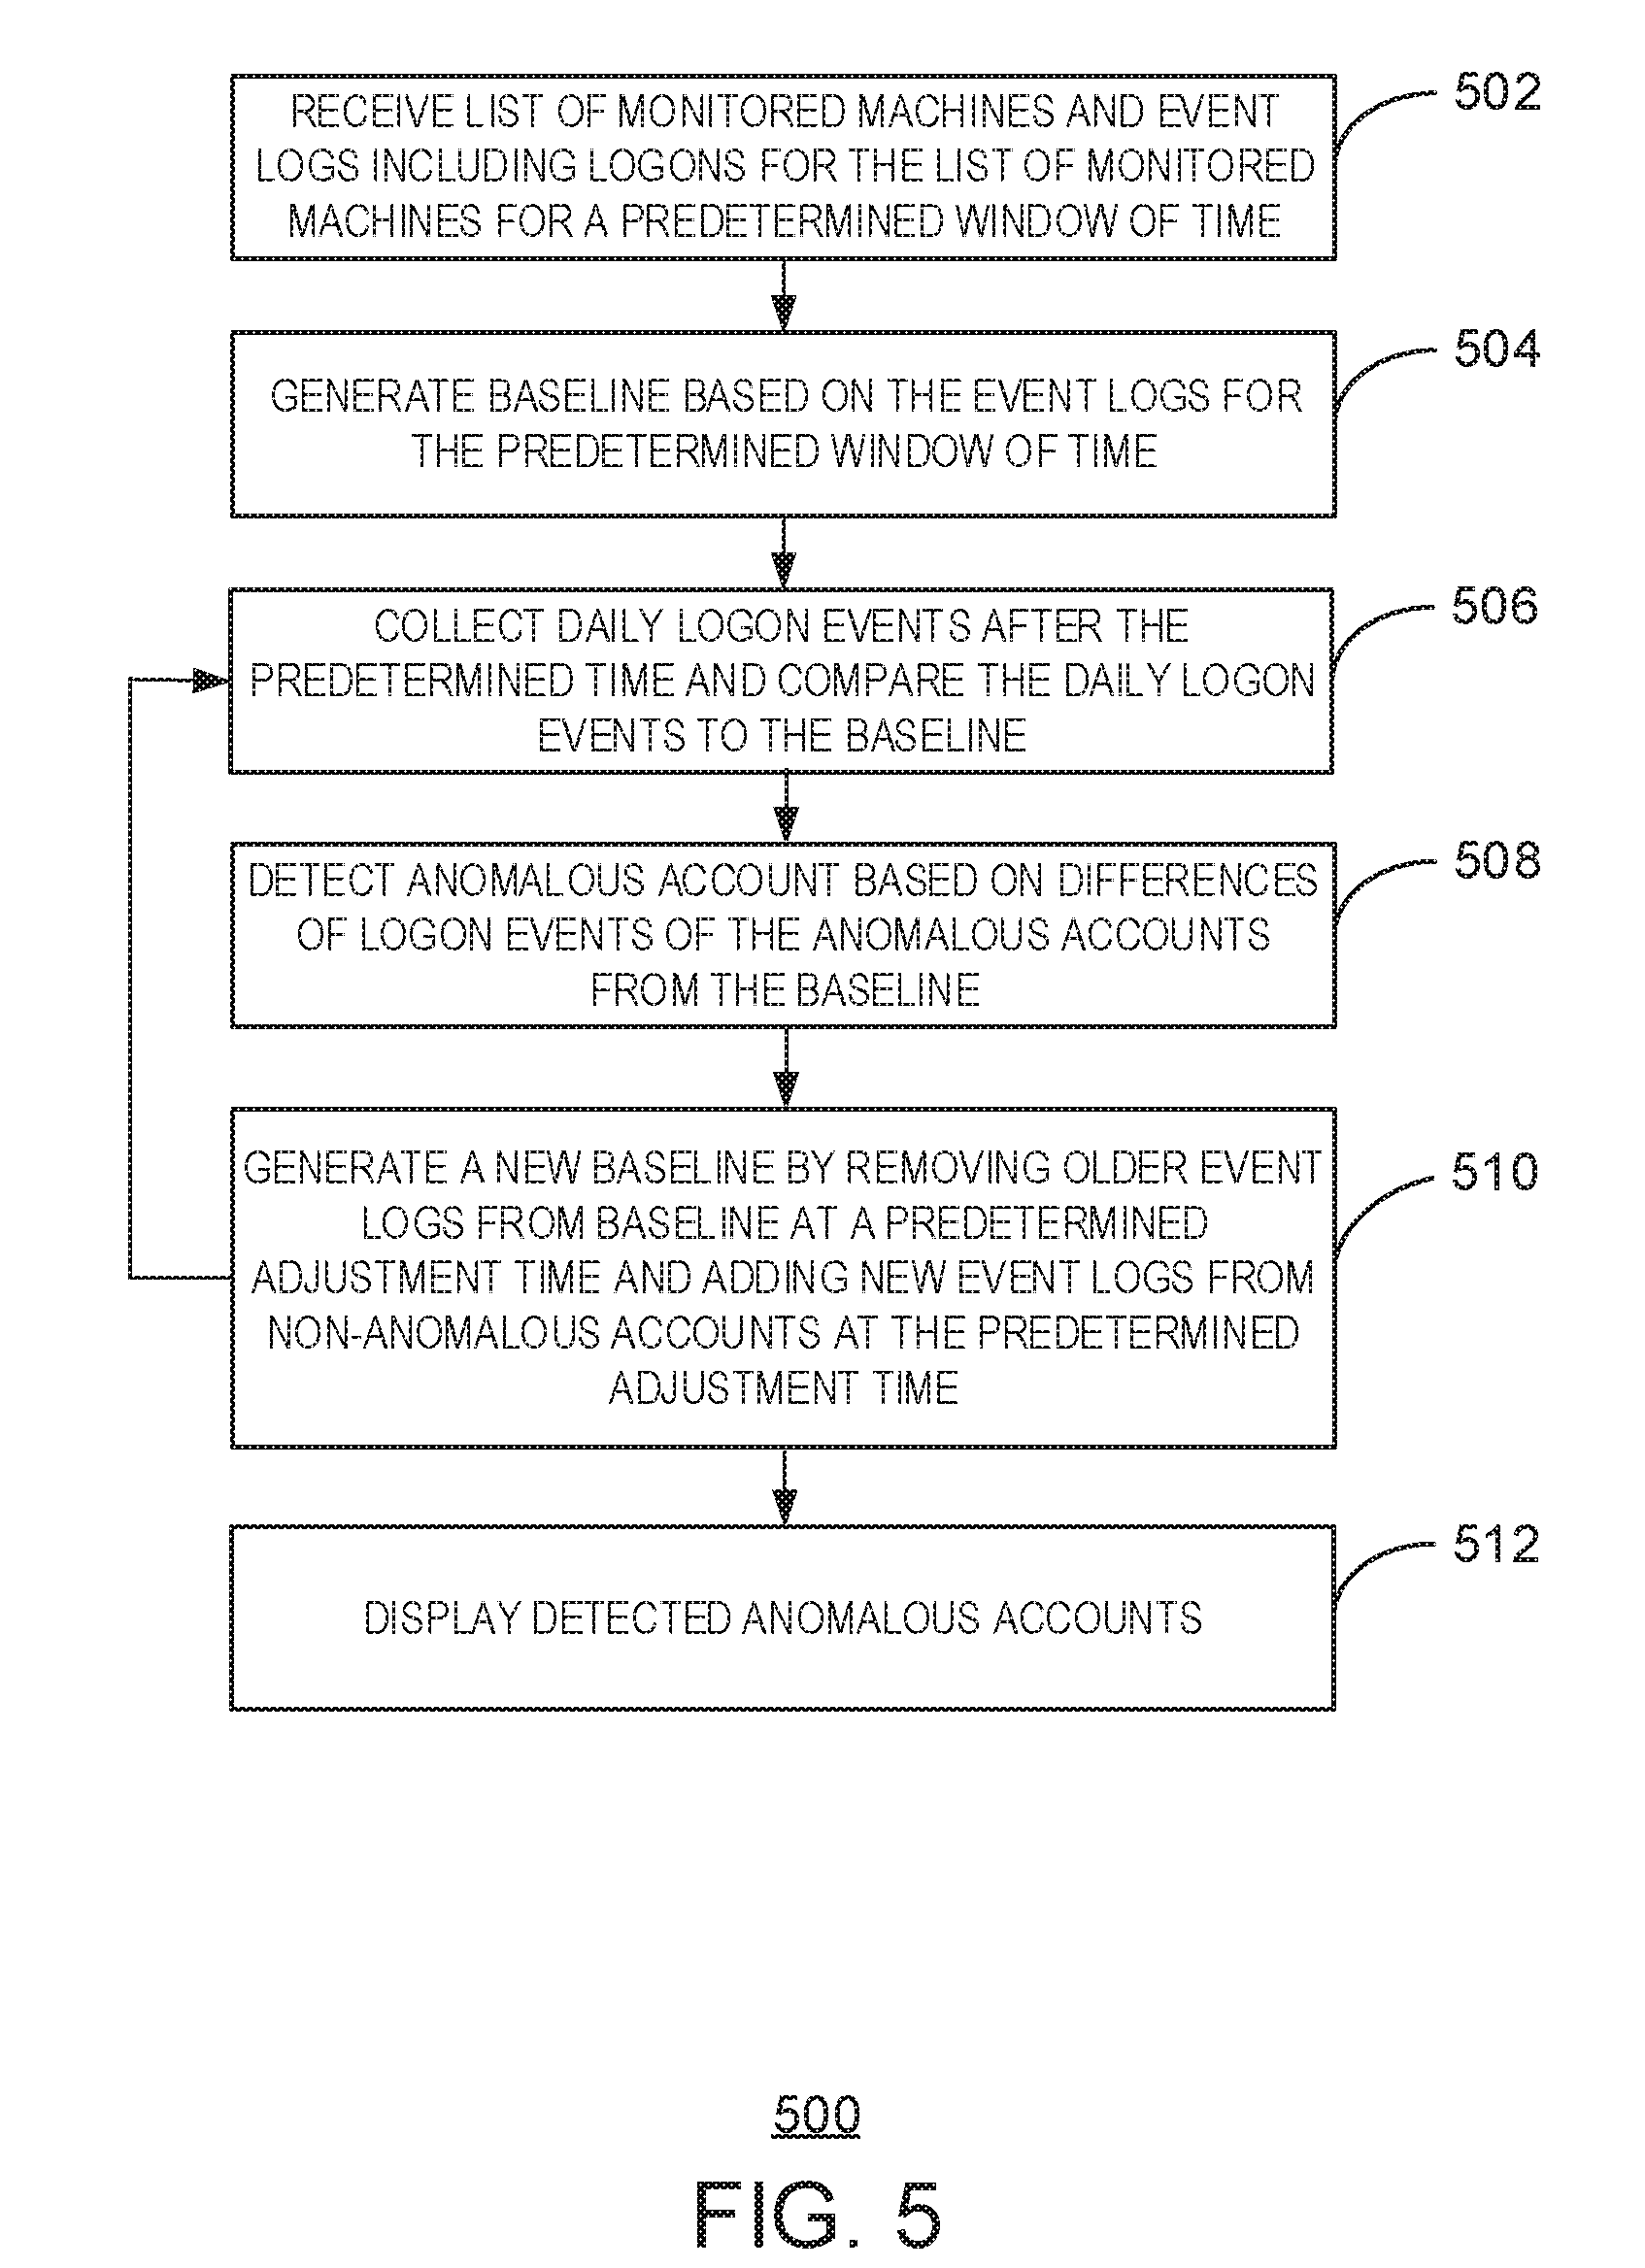 RECEIVE LIST OF MONITORED MACHINES AND EVENT
LOGS INCLUDING LOGONS FOR THE LIST OF MONITORED
MACHINES FOR A PREDETERMINED WINDOW OF TIME
502
GENERATE BASELINE BASED ON THE EVENT LOGS FOR
THE PREDETERMINED WINDOW OF TIME
504
COLLECT DAILY LOGON EVENTS AFTER THE
PREDETERMINED TIME AND COMPARE THE DAILY LOGON
EVENTS TO THE BASELINE
506
DETECT ANOMALOUS ACCOUNT BASED ON DIFFERENCES
OF LOGON EVENTS OF THE ANOMALOUS ACCOUNTS
FROM THE BASELINE
508
GENERATE A NEW BASELINE BY REMOVING OLDER EVENT
LOGS FROM BASELINE AT A PREDETERMINED
ADJUSTMENT TIME AND ADDING NEW EVENT LOGS FROM
NON-ANOMALOUS ACCOUNTS AT THE PREDETERMINED
ADJUSTMENT TIME
510
DISPLAY DETECTED ANOMALOUS ACCOUNTS
512
500
FIG. 5